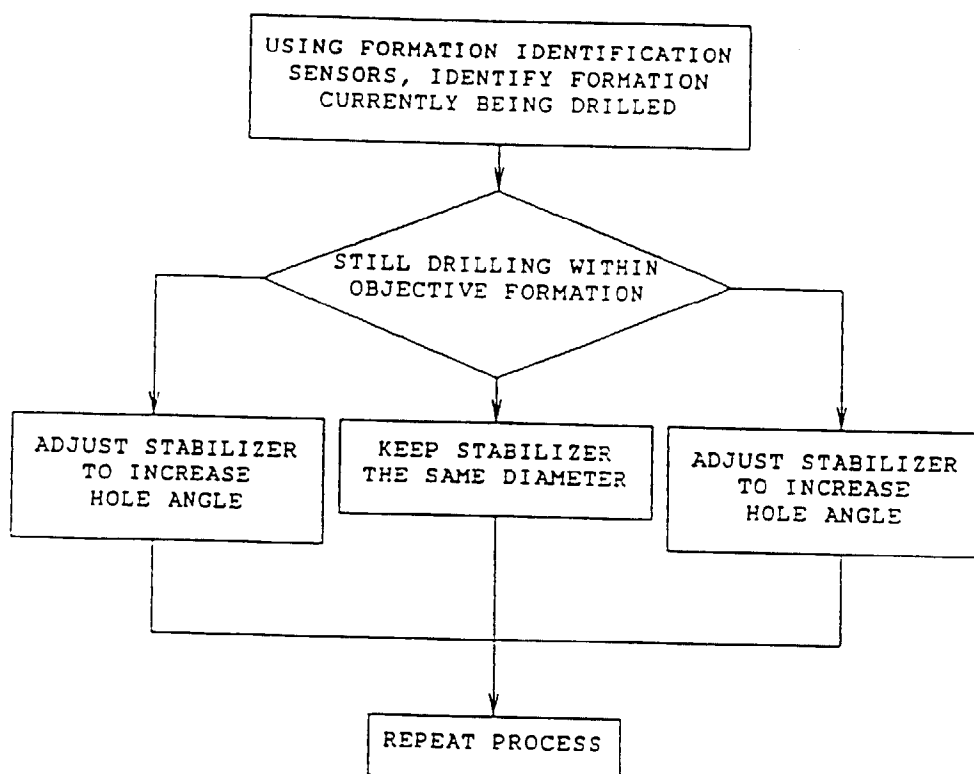 USING FORMATION IDENTIFICATION
SENSORS, IDENTIFY FORMATION
CURRENTLY BEING DRILLED
STILL DRILLING WITHIN
OBJECTIVE FORMATION
ADJUST STABILIZER
TO INCREASE
HOLE ANGLE
KEEP STABILIZER
THE SAME DIAMETER
ADJUST STABILIZER
TO INCREASE
HOLE ANGLE
REPEAT PROCESS